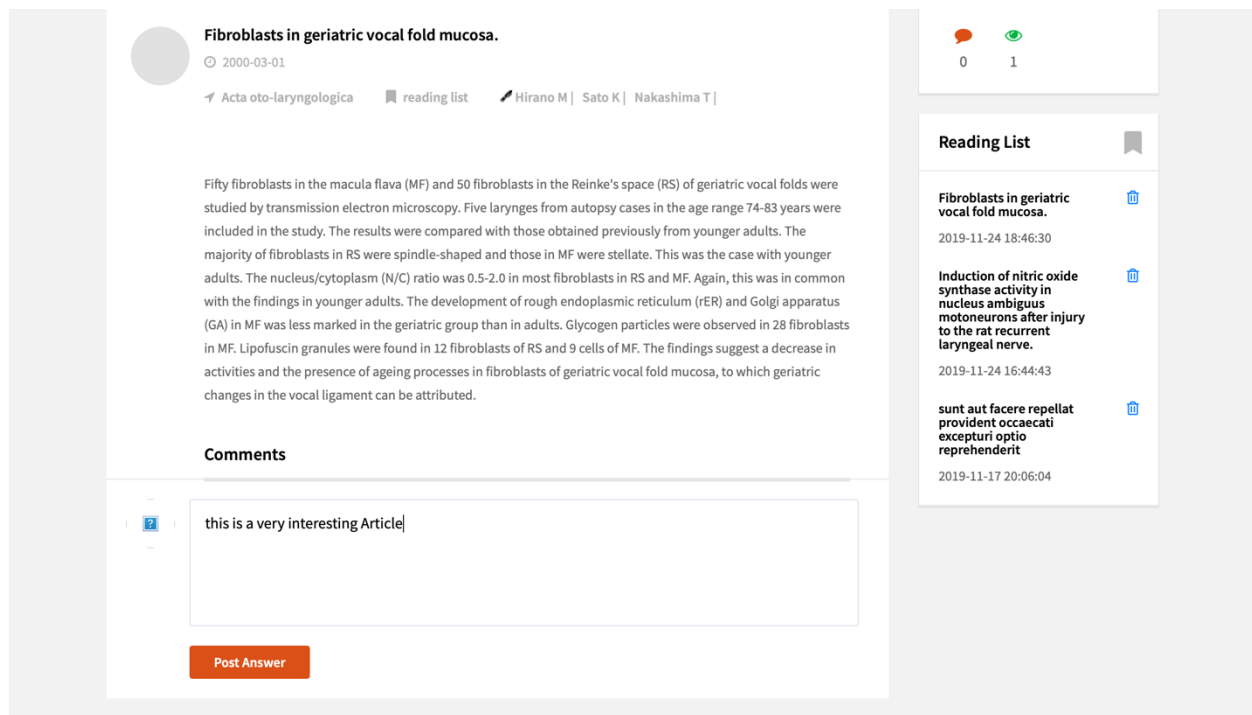 Fibroblasts in geriatric vocal fold mucosa.
2000-03-01
Acta oto-laryngologica reading list Hirano M | Sato K | Nakashima T |
Fifty fibroblasts in the macula flava (MF) and 50 fibroblasts in the Reinke's space (RS) of geriatric vocal folds were
studied by transmission electron microscopy. Five larynges from autopsy cases in the age range 74-83 years were
included in the study. The results were compared with those obtained previously from younger adults. The
majority of fibroblasts in RS were spindle-shaped and those in MF were stellate. This was the case with younger
adults. The nucleus/cytoplasm (N/C) ratio was 0.5-2.0 in most fibroblasts in RS and MF. Again, this was in common
with the findings in younger adults. The development of rough endoplasmic reticulum (rER) and Golgi apparatus
(GA) in MF was less marked in the geriatric group than in adults. Glycogen particles were observed in 28 fibroblasts
in MF. Lipofuscin granules were found in 12 fibroblasts of RS and 9 cells of MF. The findings suggest a decrease in
activities and the presence of ageing processes in fibroblasts of geriatric vocal fold mucosa, to which geriatric
changes in the vocal ligament can be attributed.
Comments
?
this is a very interesting Article
Post Answer
0 1
Reading List
Fibroblasts in geriatric
vocal fold mucosa.
2019-11-24 18:46:30
Induction of nitric oxide
synthase activity in
nucleus ambiguus
motoneurons after injury
to the rat recurrent
laryngeal nerve.
2019-11-24 16:44:43
sunt aut facere repellat
provident occaecati
excepturi optio
reprehenderit
2019-11-17 20:06:04